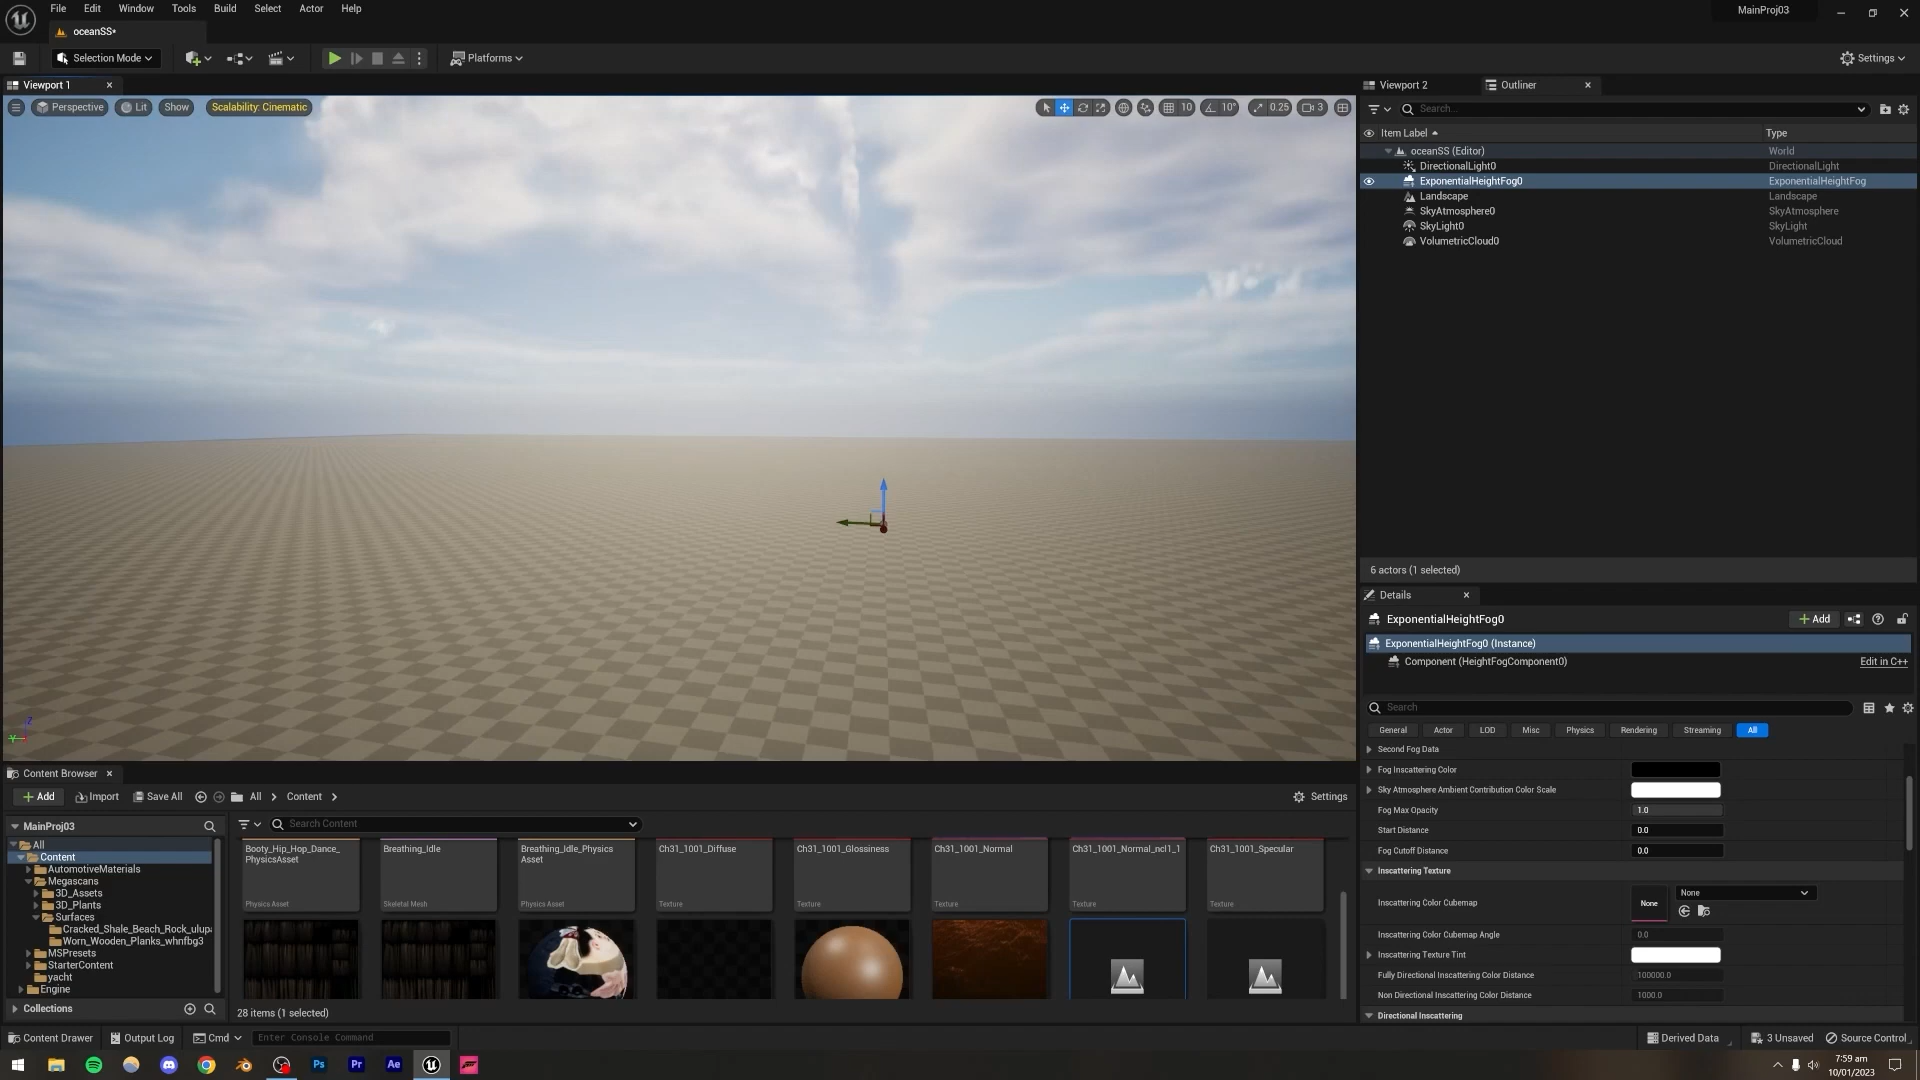 File Edit Window Tools Build Select Actor Help
MainProj03
oceanSS*
Selection Mode
Platforms
Settings
Viewport 1
Perspective Lit Show Scalability: Cinematic
10 10° 0.25 3
Viewport 2
Outliner
Search...
Item Label Type
oceanSS (Editor) World
DirectionalLight0 DirectionalLight
ExponentialHeightFog0 ExponentialHeightFog
Landscape Landscape
SkyAtmosphere0 SkyAtmosphere
SkyLight0 SkyLight
VolumetricCloud0 VolumetricCloud
6 actors (1 selected)
Details
ExponentialHeightFog0
Add
ExponentialHeightFog0 (Instance)
Component (HeightFogComponent0) Edit in C++
Search
General Actor LOD Misc Physics Rendering Streaming All
Second Fog Data
Fog Inscattering Color
Sky Atmosphere Ambient Contribution Color Scale
Fog Max Opacity 1.0
Start Distance 0.0
Fog Cutoff Distance 0.0
Inscattering Texture
Inscattering Color Cubemap None None
Inscattering Color Cubemap Angle 0.0
Inscattering Texture Tint
Fully Directional Inscattering Color Distance 100000.0
Non Directional Inscattering Color Distance 1000.0
Directional Inscattering
Z
Y
Content Browser
Add Import Save All All Content Settings
MainProj03
Search Content
All
Content
AutomotiveMaterials
Megascans
3D_Assets
3D_Plants
Surfaces
Cracked_Shale_Beach_Rock_ulupa
Worn_Wooden_Planks_whnfbg3
MSPresets
StarterContent
yacht
Engine
Collections
Booty_Hip_Hop_Dance_
PhysicsAsset
Physics Asset
Breathing_Idle
Skeletal Mesh
Breathing_Idle_Physics
Asset
Physics Asset
Ch31_1001_Diffuse
Texture
Ch31_1001_Glossiness
Texture
Ch31_1001_Normal
Texture
Ch31_1001_Normal_ncl1_1
Texture
Ch31_1001_Specular
Texture
28 items (1 selected)
Content Drawer Output Log Cmd Enter Console Command
Derived Data 3 Unsaved Source Control
Ps Pr Ae
7:59 am
10/01/2023